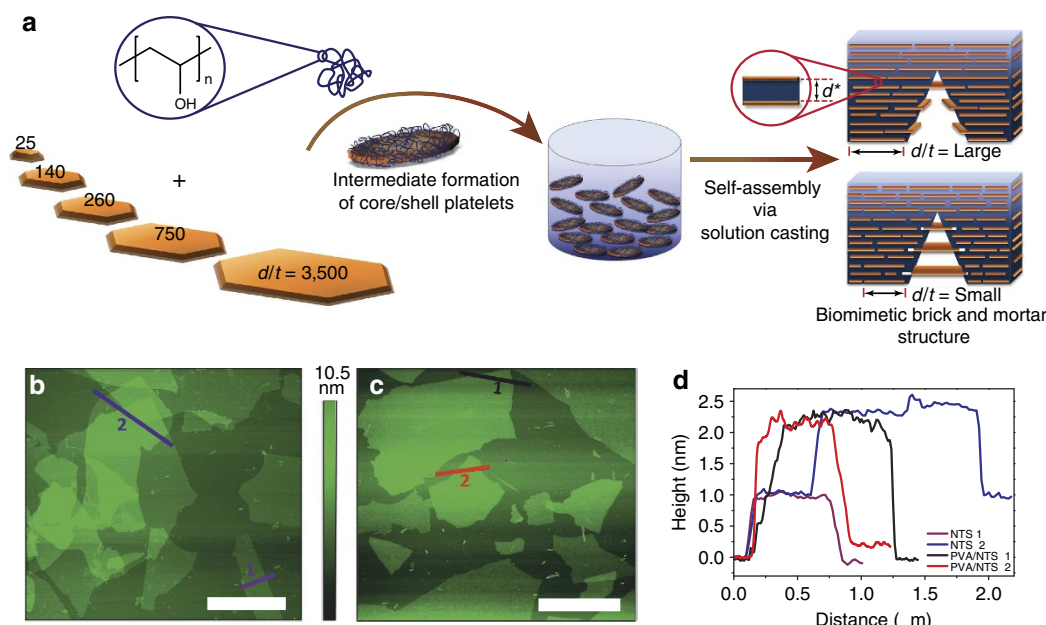 a
n
OH
25
140
260
750
d/t = 3,500
+
Intermediate formation
of core/shell platelets
Self-assembly
via
solution casting
d*
d/t = Large
d/t = Small
Biomimetic brick and mortar
structure
b
2
1
10.5
nm
c
1
2
d
Height (nm)
2.5
2.0
1.5
1.0
0.5
0.0
NTS 1
NTS 2
PVA/NTS 1
PVA/NTS 2
0.0 0.5 1.0 1.5 2.0
Distance (_m)